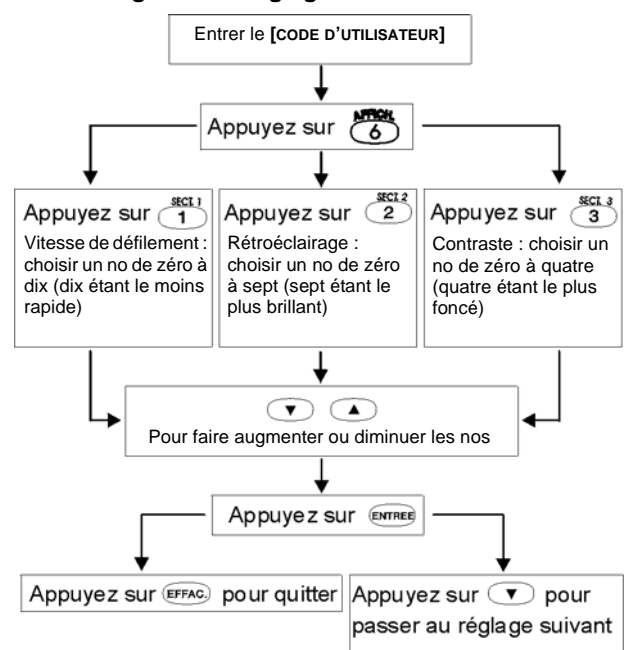 Entrer le [CODE D'UTILISATEUR]
Appuyez sur AFFICH. 6
Appuyez sur SECT. 1 1
Vitesse de défilement :
choisir un no de zéro à
dix (dix étant le moins
rapide)
Appuyez sur SECT. 2 2
Rétroéclairage :
choisir un no de zéro
à sept (sept étant le
plus brillant)
Appuyez sur SECT. 3 3
Contraste : choisir un
no de zéro à quatre
(quatre étant le plus
foncé)
Pour faire augmenter ou diminuer les nos
Appuyez sur ENTREE
Appuyez sur EFFAC. pour quitter
Appuyez sur ▼ pour
passer au réglage suivant